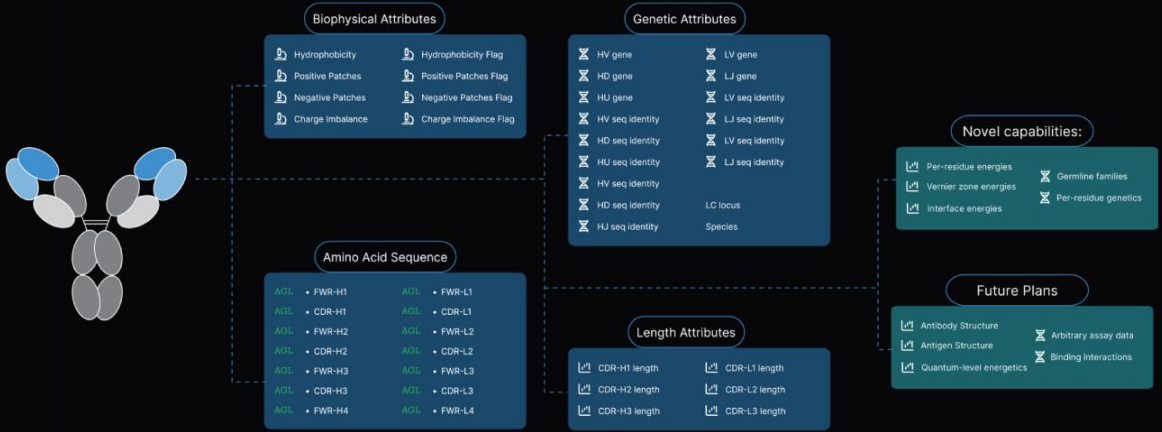 Biophysical Attributes
Hydrophobicity
Hydrophobicity Flag
Positive Patches
Positive Patches Flag
Negative Patches
Negative Patches Flag
Charge Imbalance
Charge Imbalance Flag
Genetic Attributes
HV gene
LV gene
HD gene
LJ gene
HU gene
LV seq identity
HV seq identity
LJ seq identity
HD seq identity
LV seq identity
HU seq identity
LJ seq identity
HV seq identity
HD seq identity
LC locus
HJ seq identity
Species
Amino Acid Sequence
AGL • FWR-H1
AGL • FWR-L1
AGL • CDR-H1
AGL • CDR-L1
AGL • FWR-H2
AGL • FWR-L2
AGL • CDR-H2
AGL • CDR-L2
AGL • FWR-H3
AGL • FWR-L3
AGL • CDR-H3
AGL • CDR-L3
AGL • FWR-H4
AGL • FWR-L4
Length Attributes
CDR-H1 length
CDR-L1 length
CDR-H2 length
CDR-L2 length
CDR-H3 length
CDR-L3 length
Novel capabilities:
Per-residue energies
Vernier zone energies
Interface energies
Germline families
Per-residue genetics
Future Plans
Antibody Structure
Antigen Structure
Quantum-level energetics
Arbitrary assay data
Binding interactions